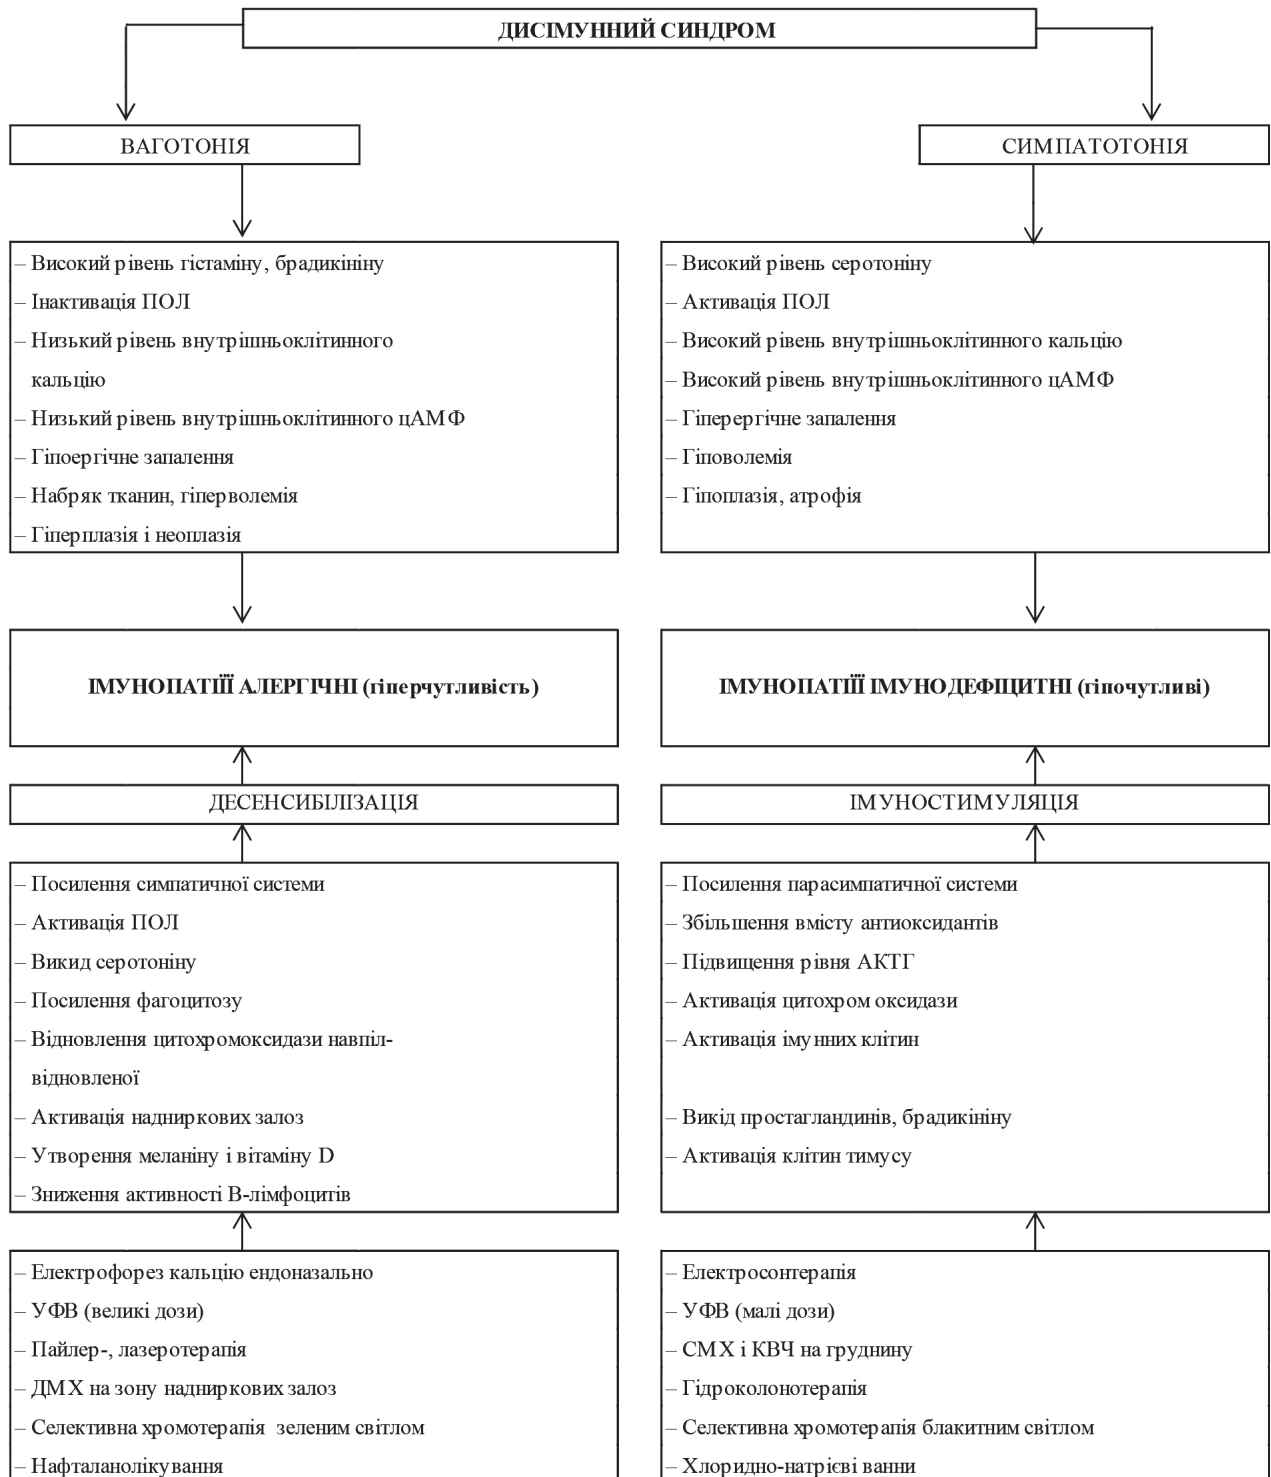 ДИСІМУННИЙ СИНДРОМ
ВАГОТОНІЯ
СИМПАТОТОНІЯ
– Високий рівень гістаміну, брадикініну
– Інактивація ПОЛ
– Низький рівень внутрішньоклітинного
кальцію
– Низький рівень внутрішньоклітинного цАМФ
– Гіпоергічне запалення
– Набряк тканин, гіперволемія
– Гіперплазія і неоплазія
– Високий рівень серотоніну
– Активація ПОЛ
– Високий рівень внутрішньоклітинного кальцію
– Високий рівень внутрішньоклітинного цАМФ
– Гіперергічне запалення
– Гіповолемія
– Гіпоплазія, атрофія
ІМУНОПАТІЇ АЛЕРГІЧНІ (гіперчутливість)
ІМУНОПАТІЇ ІМУНОДЕФІЦИТНІ (гіпочутливі)
ДЕСЕНСИБІЛІЗАЦІЯ
ІМУНОСТИМУЛЯЦІЯ
– Посилення симпатичної системи
– Активація ПОЛ
– Викид серотоніну
– Посилення фагоцитозу
– Відновлення цитохромоксидази навпіл-
відновленої
– Активація надниркових залоз
– Утворення меланіну і вітаміну D
– Зниження активності В-лімфоцитів
– Посилення парасимпатичної системи
– Збільшення вмісту антиоксидантів
– Підвищення рівня АКТГ
– Активація цитохром оксидази
– Активація імунних клітин
– Викід простагландинів, брадикініну
– Активація клітин тимусу
– Електрофорез кальцію ендоназально
– УФВ (великі дози)
– Пайлер-, лазеротерапія
– ДМХ на зону надниркових залоз
– Селективна хромотерапія зеленим світлом
– Нафталанолікування
– Електросонтерапія
– УФВ (малі дози)
– СМХ і КВЧ на груднину
– Гідроколонотерапія
– Селективна хромотерапія блакитним світлом
– Хлоридно-натрієві ванни